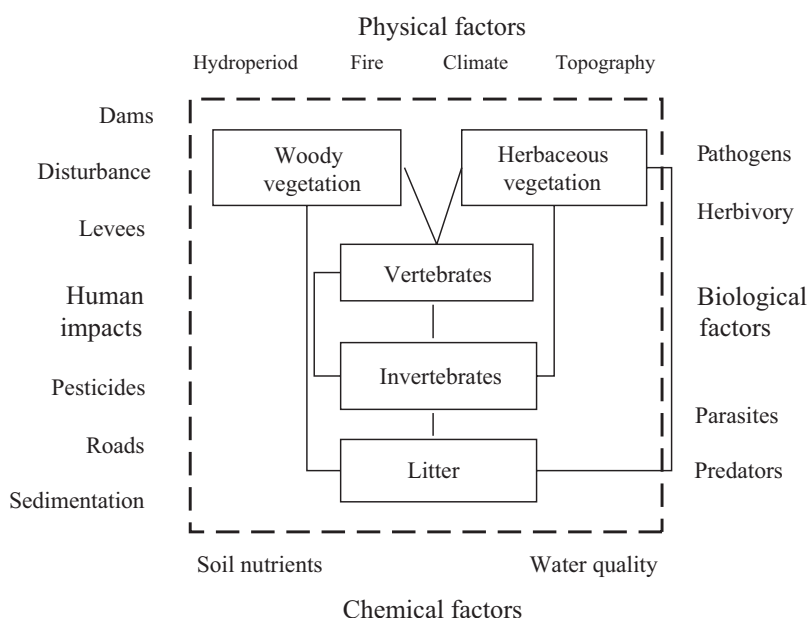 Physical factors
Hydroperiod Fire Climate Topography
Dams
Disturbance
Levees
Human
impacts
Pesticides
Roads
Sedimentation
Woody
vegetation
Herbaceous
vegetation
Vertebrates
Invertebrates
Litter
Pathogens
Herbivory
Biological
factors
Parasites
Predators
Soil nutrients Water quality
Chemical factors